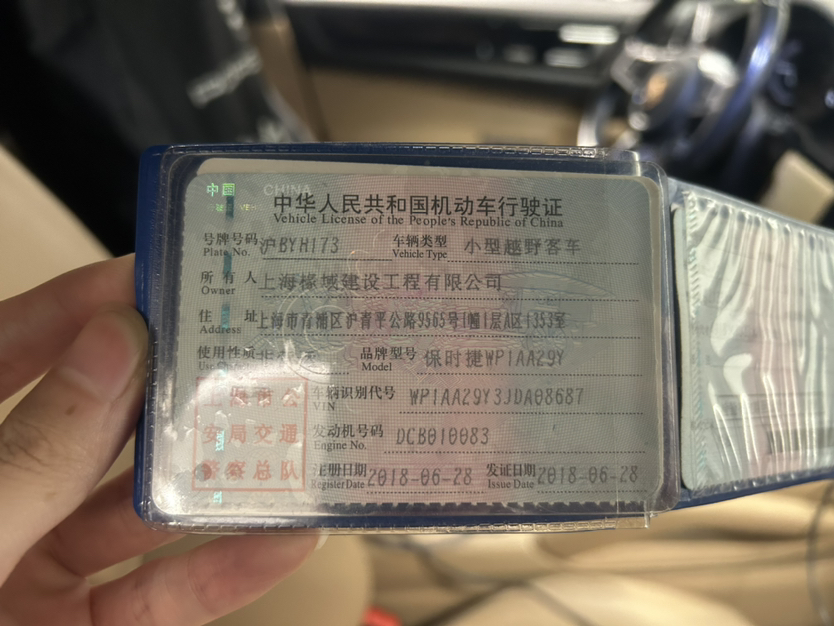 中国 CHINA
中华人民共和国机动车行驶证
Vehicle License of the People's Republic of China
号牌号码 沪BYH173 车辆类型 小型越野客车
Plate No. Vehicle Type
所有人 上海椽域建设工程有限公司
Owner
住址 上海市青浦区沪青平公路9565号1幢1层A区1353室
Address
使用性质 非 品牌型号 保时捷WP1AA29Y
Model
车辆识别代号 WP1AA29Y3JDA08687
VIN
上海市公
安局交通
警察总队
发动机号码 DCB010083
Engine No.
注册日期 2018-06-28 发证日期 2018-06-28
Register Date Issue Date